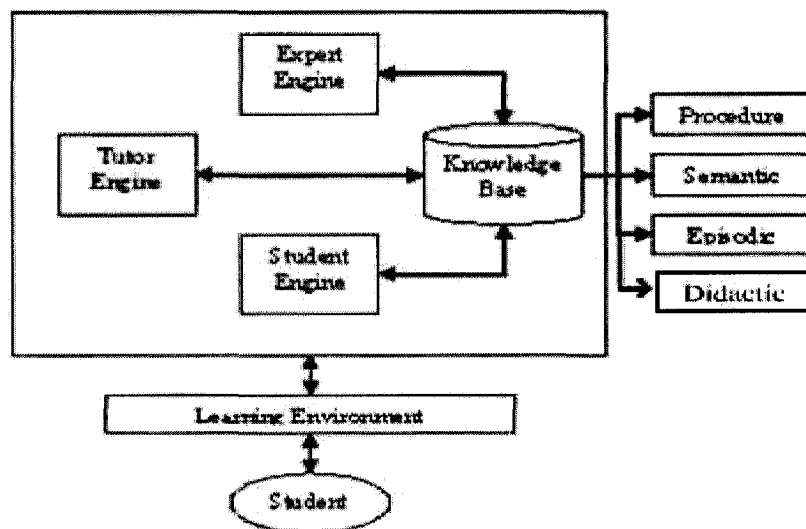 Expert
Engine
Procedure
Tutor
Engine
Knowledge
Base
Semantic
Student
Engine
Episodic
Didactic
Learning Environment
Student